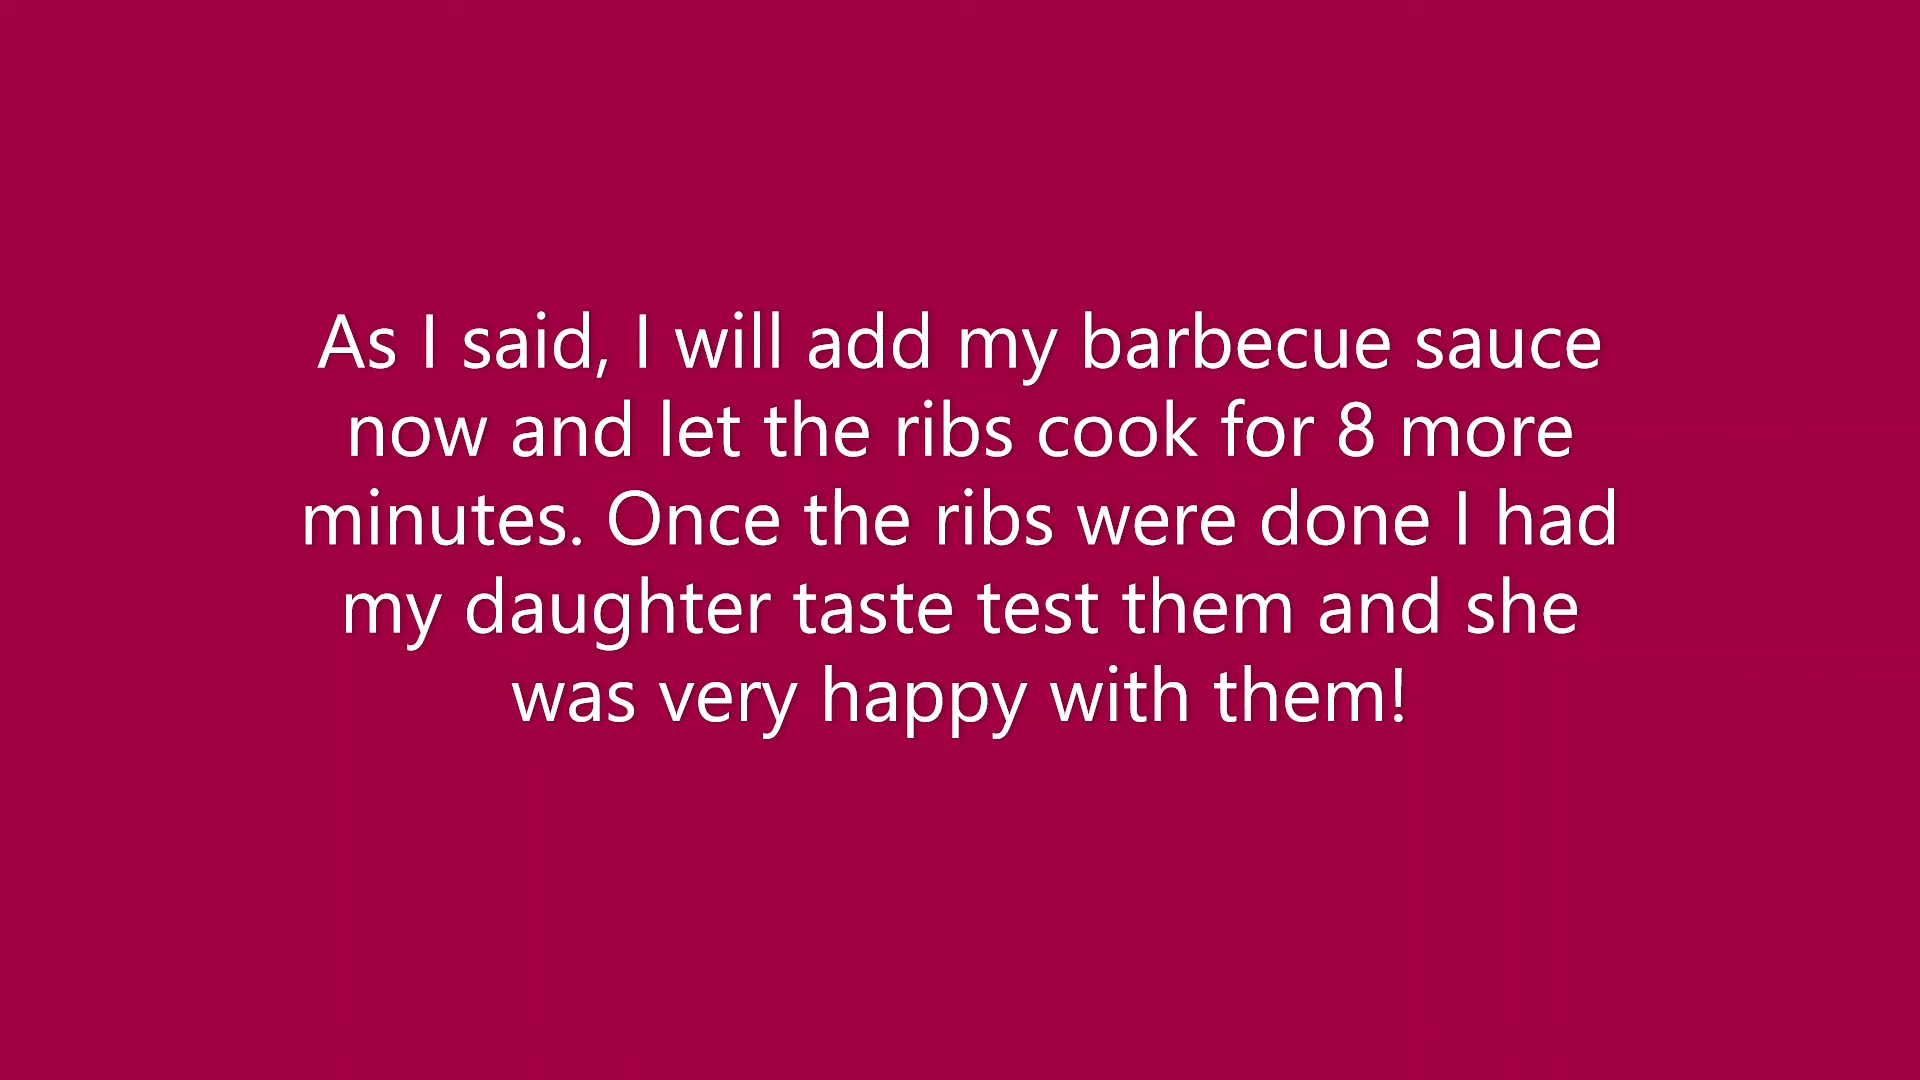 As I said, I will add my barbecue sauce
now and let the ribs cook for 8 more
minutes. Once the ribs were done I had
my daughter taste test them and she
was very happy with them!